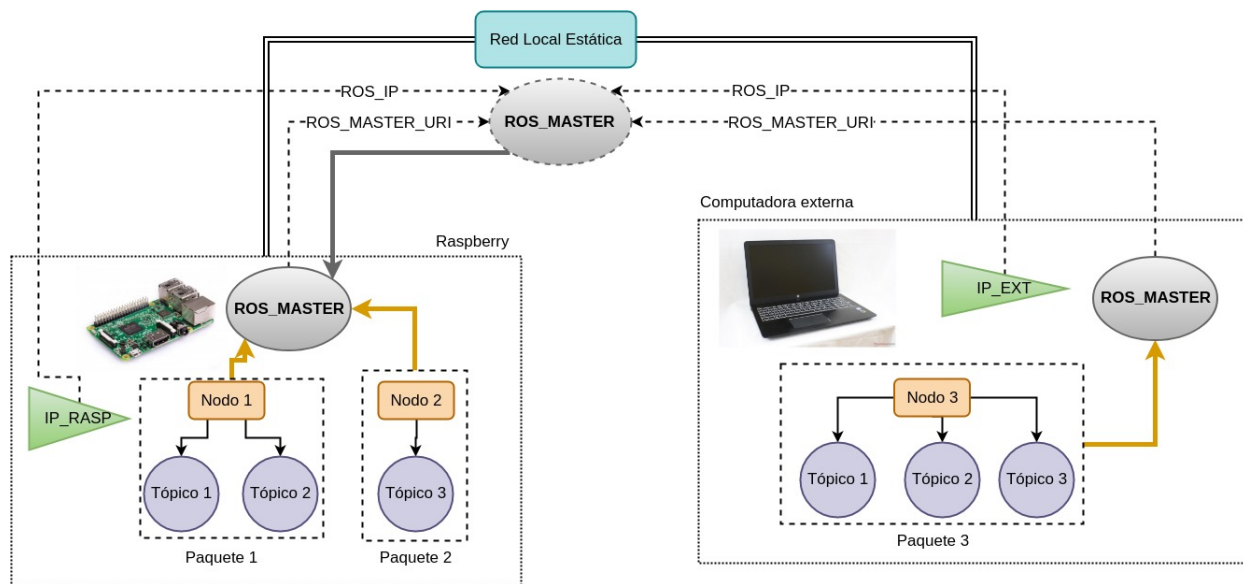 Red Local Estática
ROS_IP
ROS_IP
ROS_MASTER_URI
ROS_MASTER
ROS_MASTER_URI
Computadora externa
Raspberry
ROS_MASTER
IP_EXT
ROS_MASTER
IP_RASP
Nodo 1
Nodo 2
Nodo 3
Tópico 1
Tópico 2
Tópico 3
Tópico 1
Tópico 2
Tópico 3
Paquete 1
Paquete 2
Paquete 3